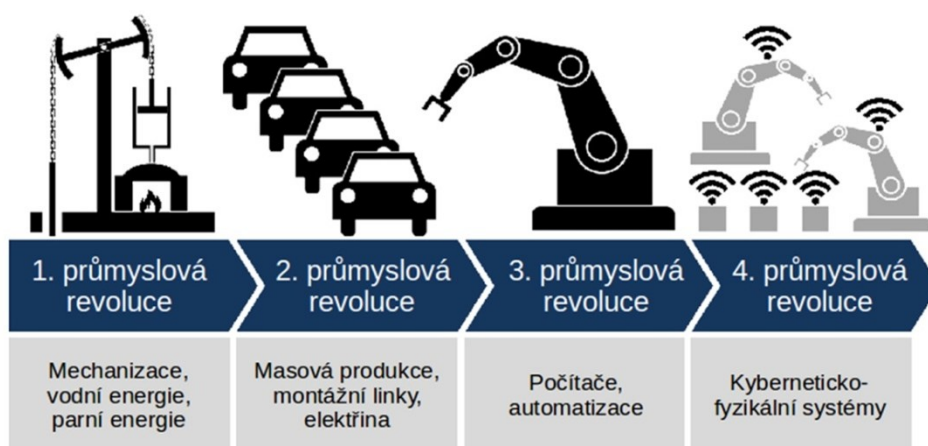 1. průmyslová
revoluce
2. průmyslová
revoluce
3. průmyslová
revoluce
4. průmyslová
revoluce
Mechanizace,
vodní energie,
parní energie
Masová produkce,
montážní linky,
elektřina
Počítače,
automatizace
Kyberneticko-
fyzikální systémy